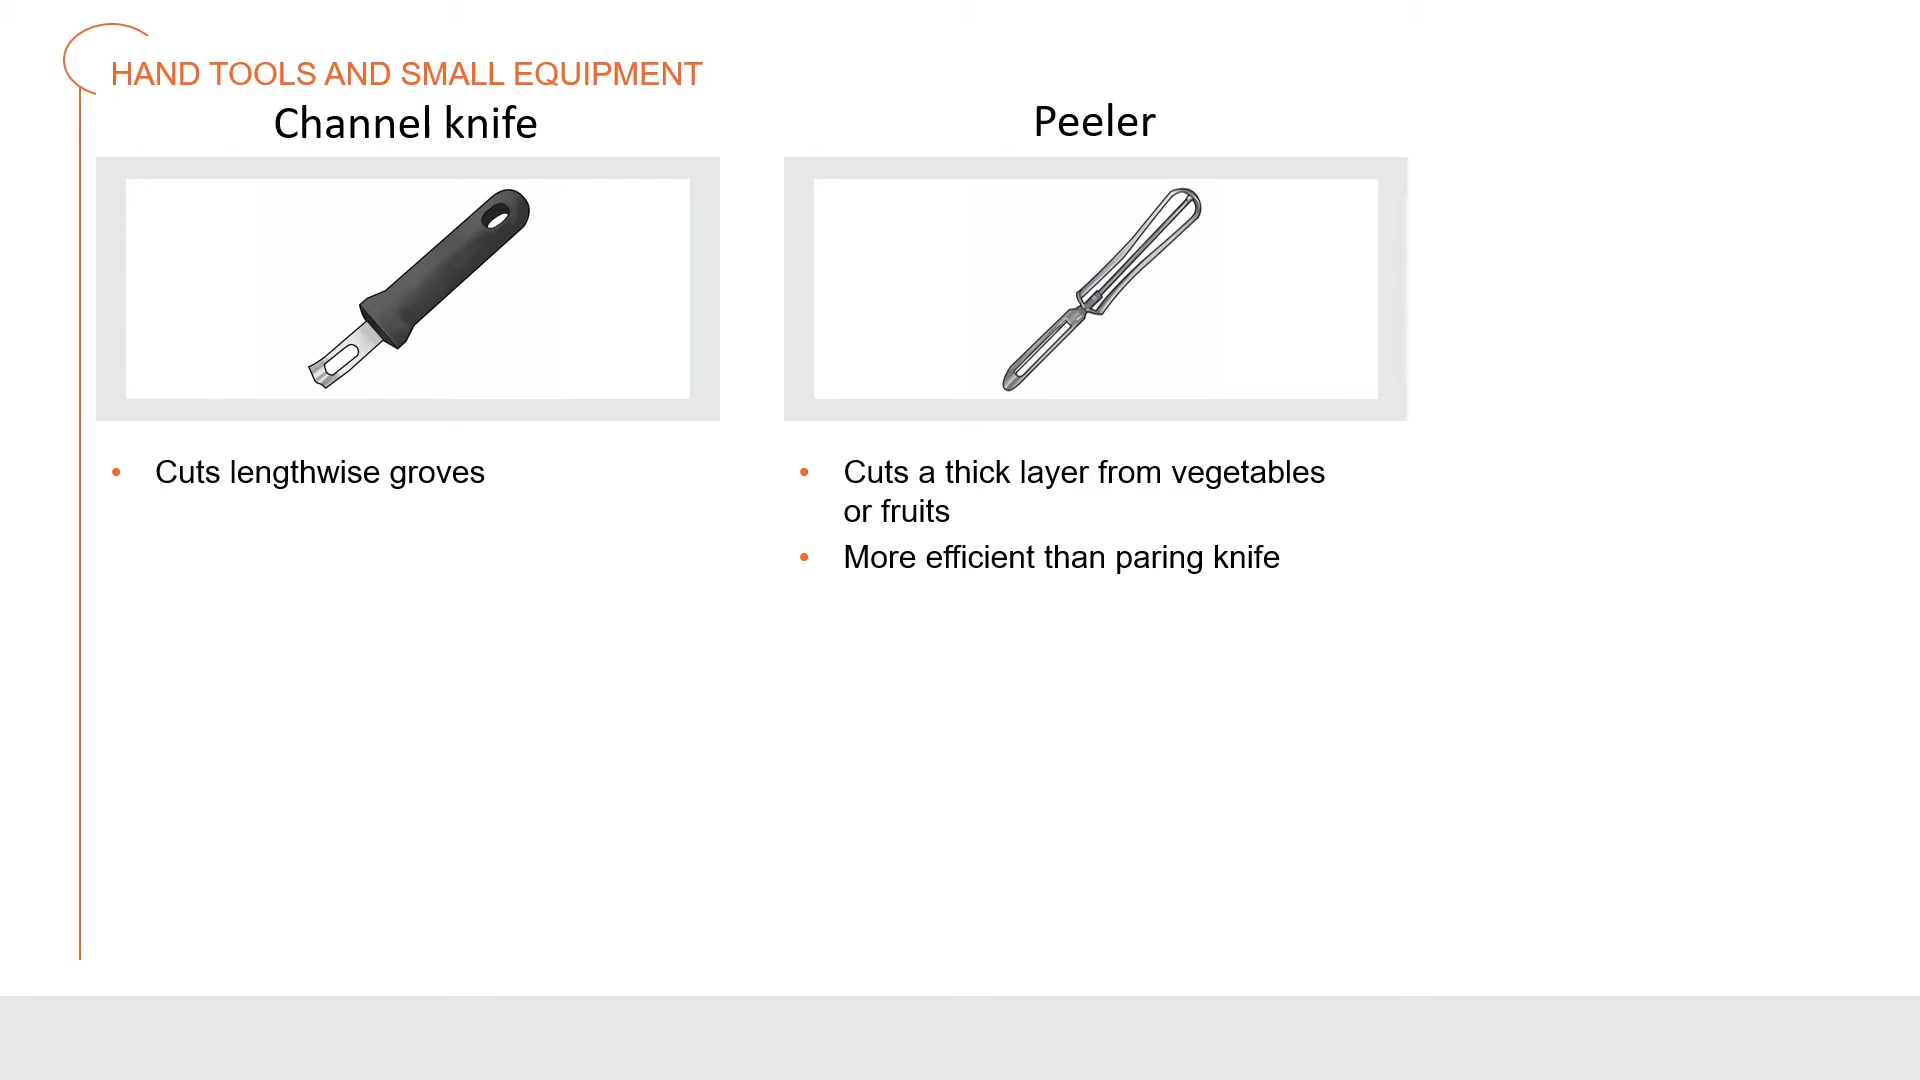 HAND TOOLS AND SMALL EQUIPMENT
Channel knife
• Cuts lengthwise groves
Peeler
• Cuts a thick layer from vegetables
or fruits
• More efficient than paring knife